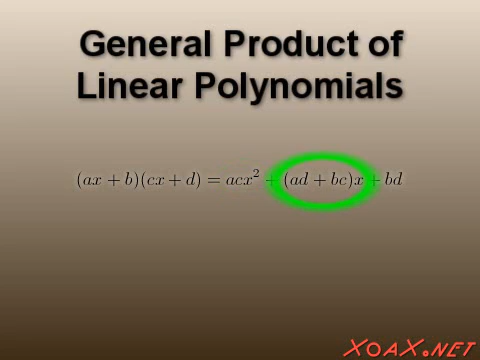 General Product of
Linear Polynomials
(ax + b)(cx + d) = acx² + (ad + bc)x + bd
XOAX.NET